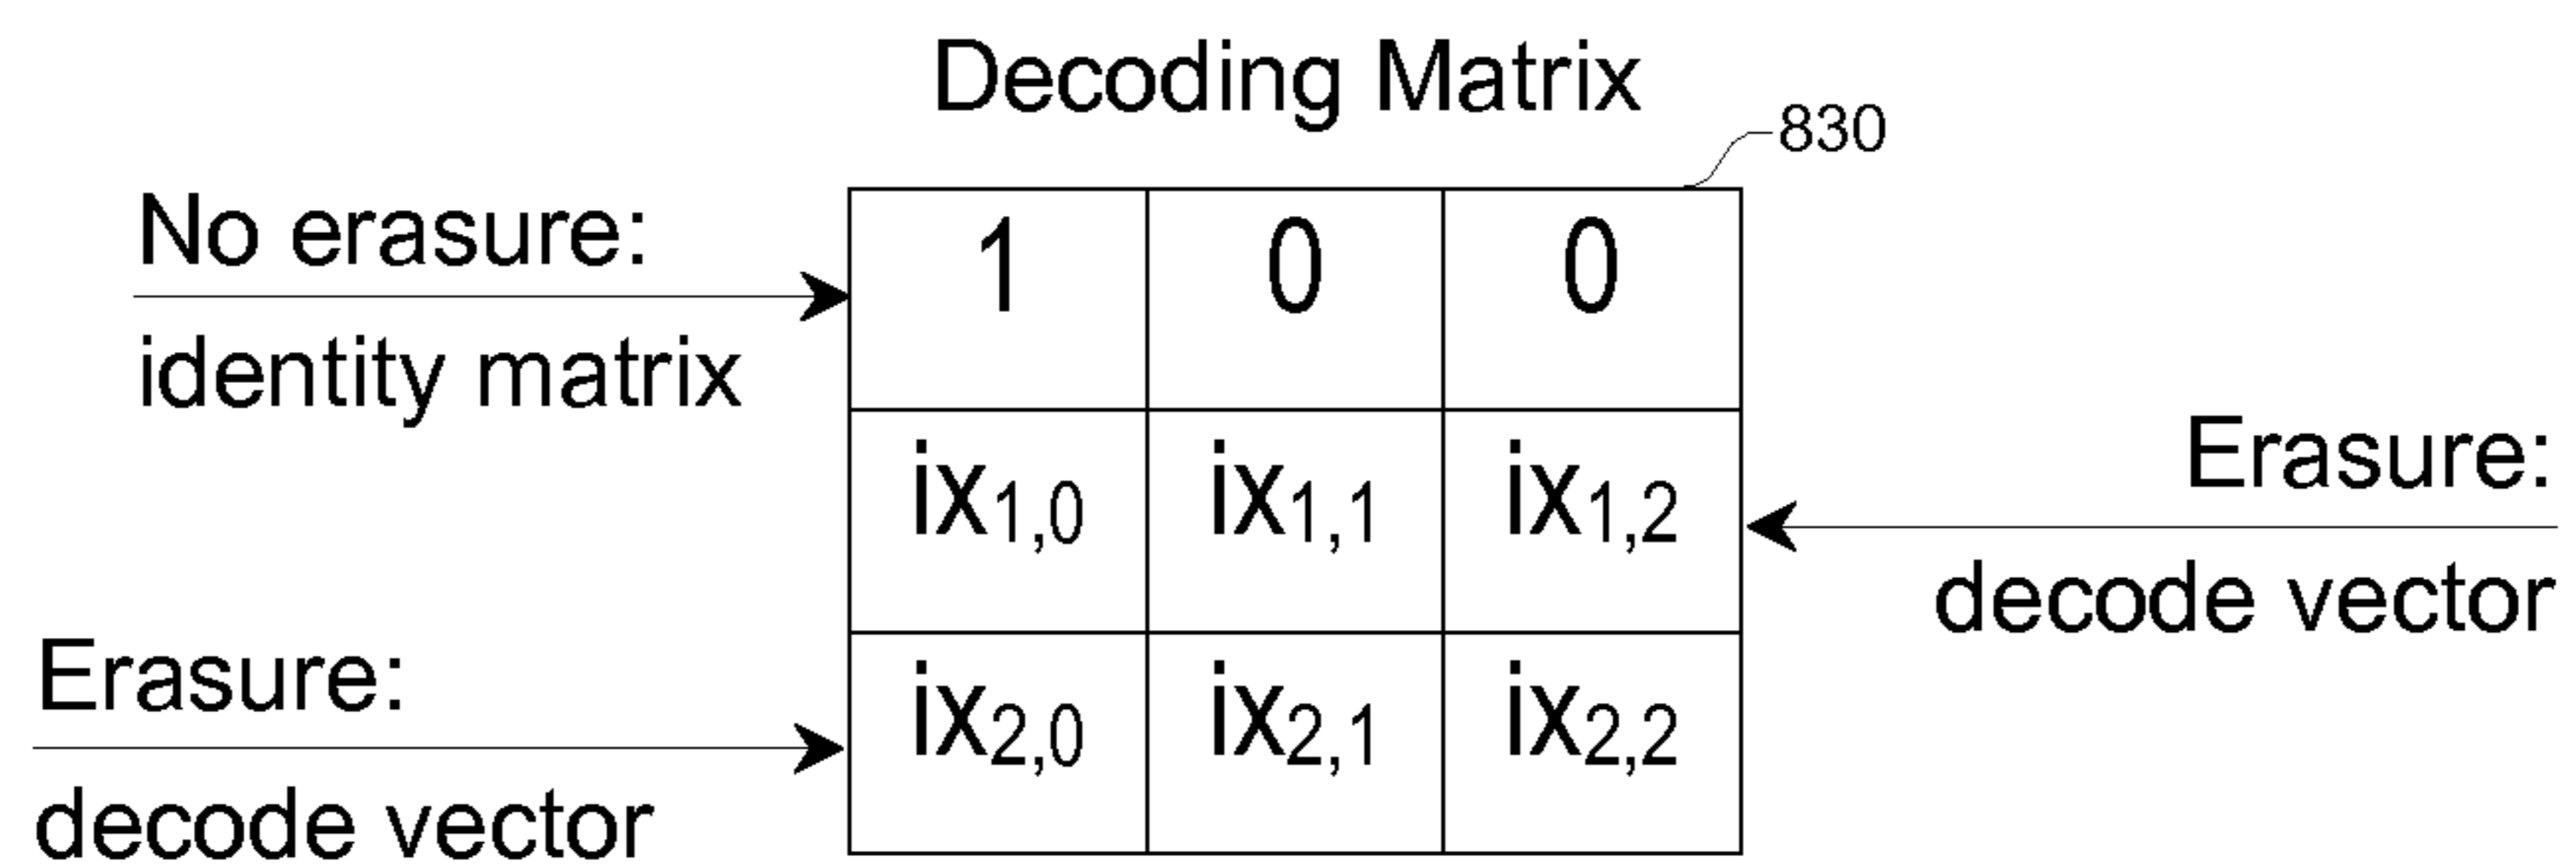 Decoding Matrix
830
No erasure:
identity matrix
1 0 0
ix1,0 ix1,1 ix1,2
Erasure:
decode vector
Erasure:
decode vector
ix2,0 ix2,1 ix2,2